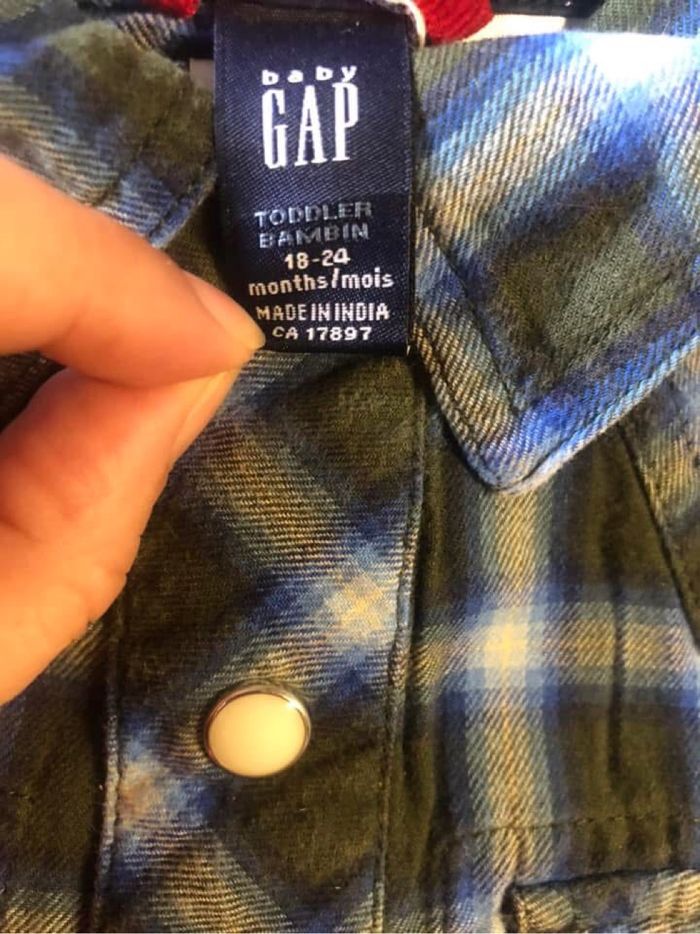 baby
GAP
TODDLER
BAMBIN
18-24
months/mois
MADE IN INDIA
CA 17897